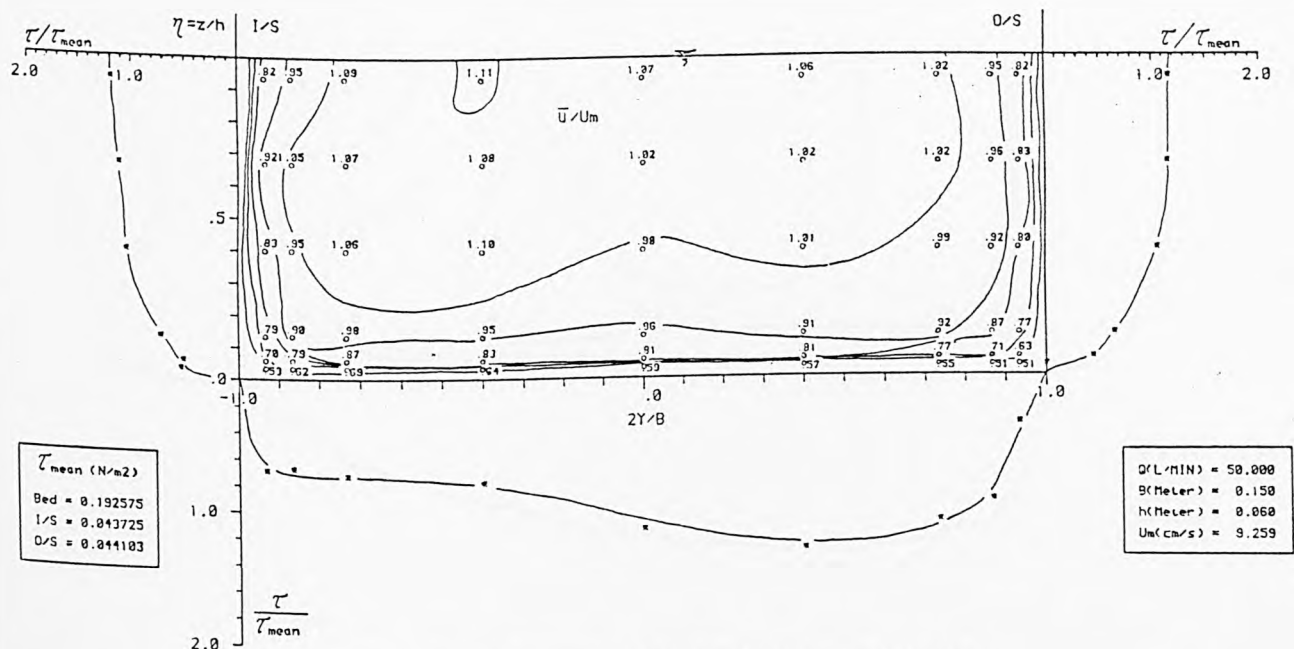 η=z/h I/S O/S
τ/τmean τ/τmean
2.0 1.0 1.0 2.0
.82 .95 1.09 1.11 1.07 1.06 1.02 .95 .82
ū/Um
.92 1.05 1.07 1.08 1.02 1.02 1.02 .96 .83
.5
.83 .95 1.06 1.10 .98 1.01 .99 .92 .80
.79 .90 .98 .95 .96 .91 .92 .87 .77
.70 .79 .87 .83 .81 .77 .71 .63
.53 .62 .69 .64 .59 .57 .55 .51 .51
.0
-1.0 .0 1.0
2Y/B
τmean (N/m2)
Bed = 0.192575
I/S = 0.043725
O/S = 0.044103
Q(L/MIN) = 50.000
B(Meter) = 0.150
h(Meter) = 0.060
Um(cm/s) = 9.259
1.0
τ
τmean
2.0